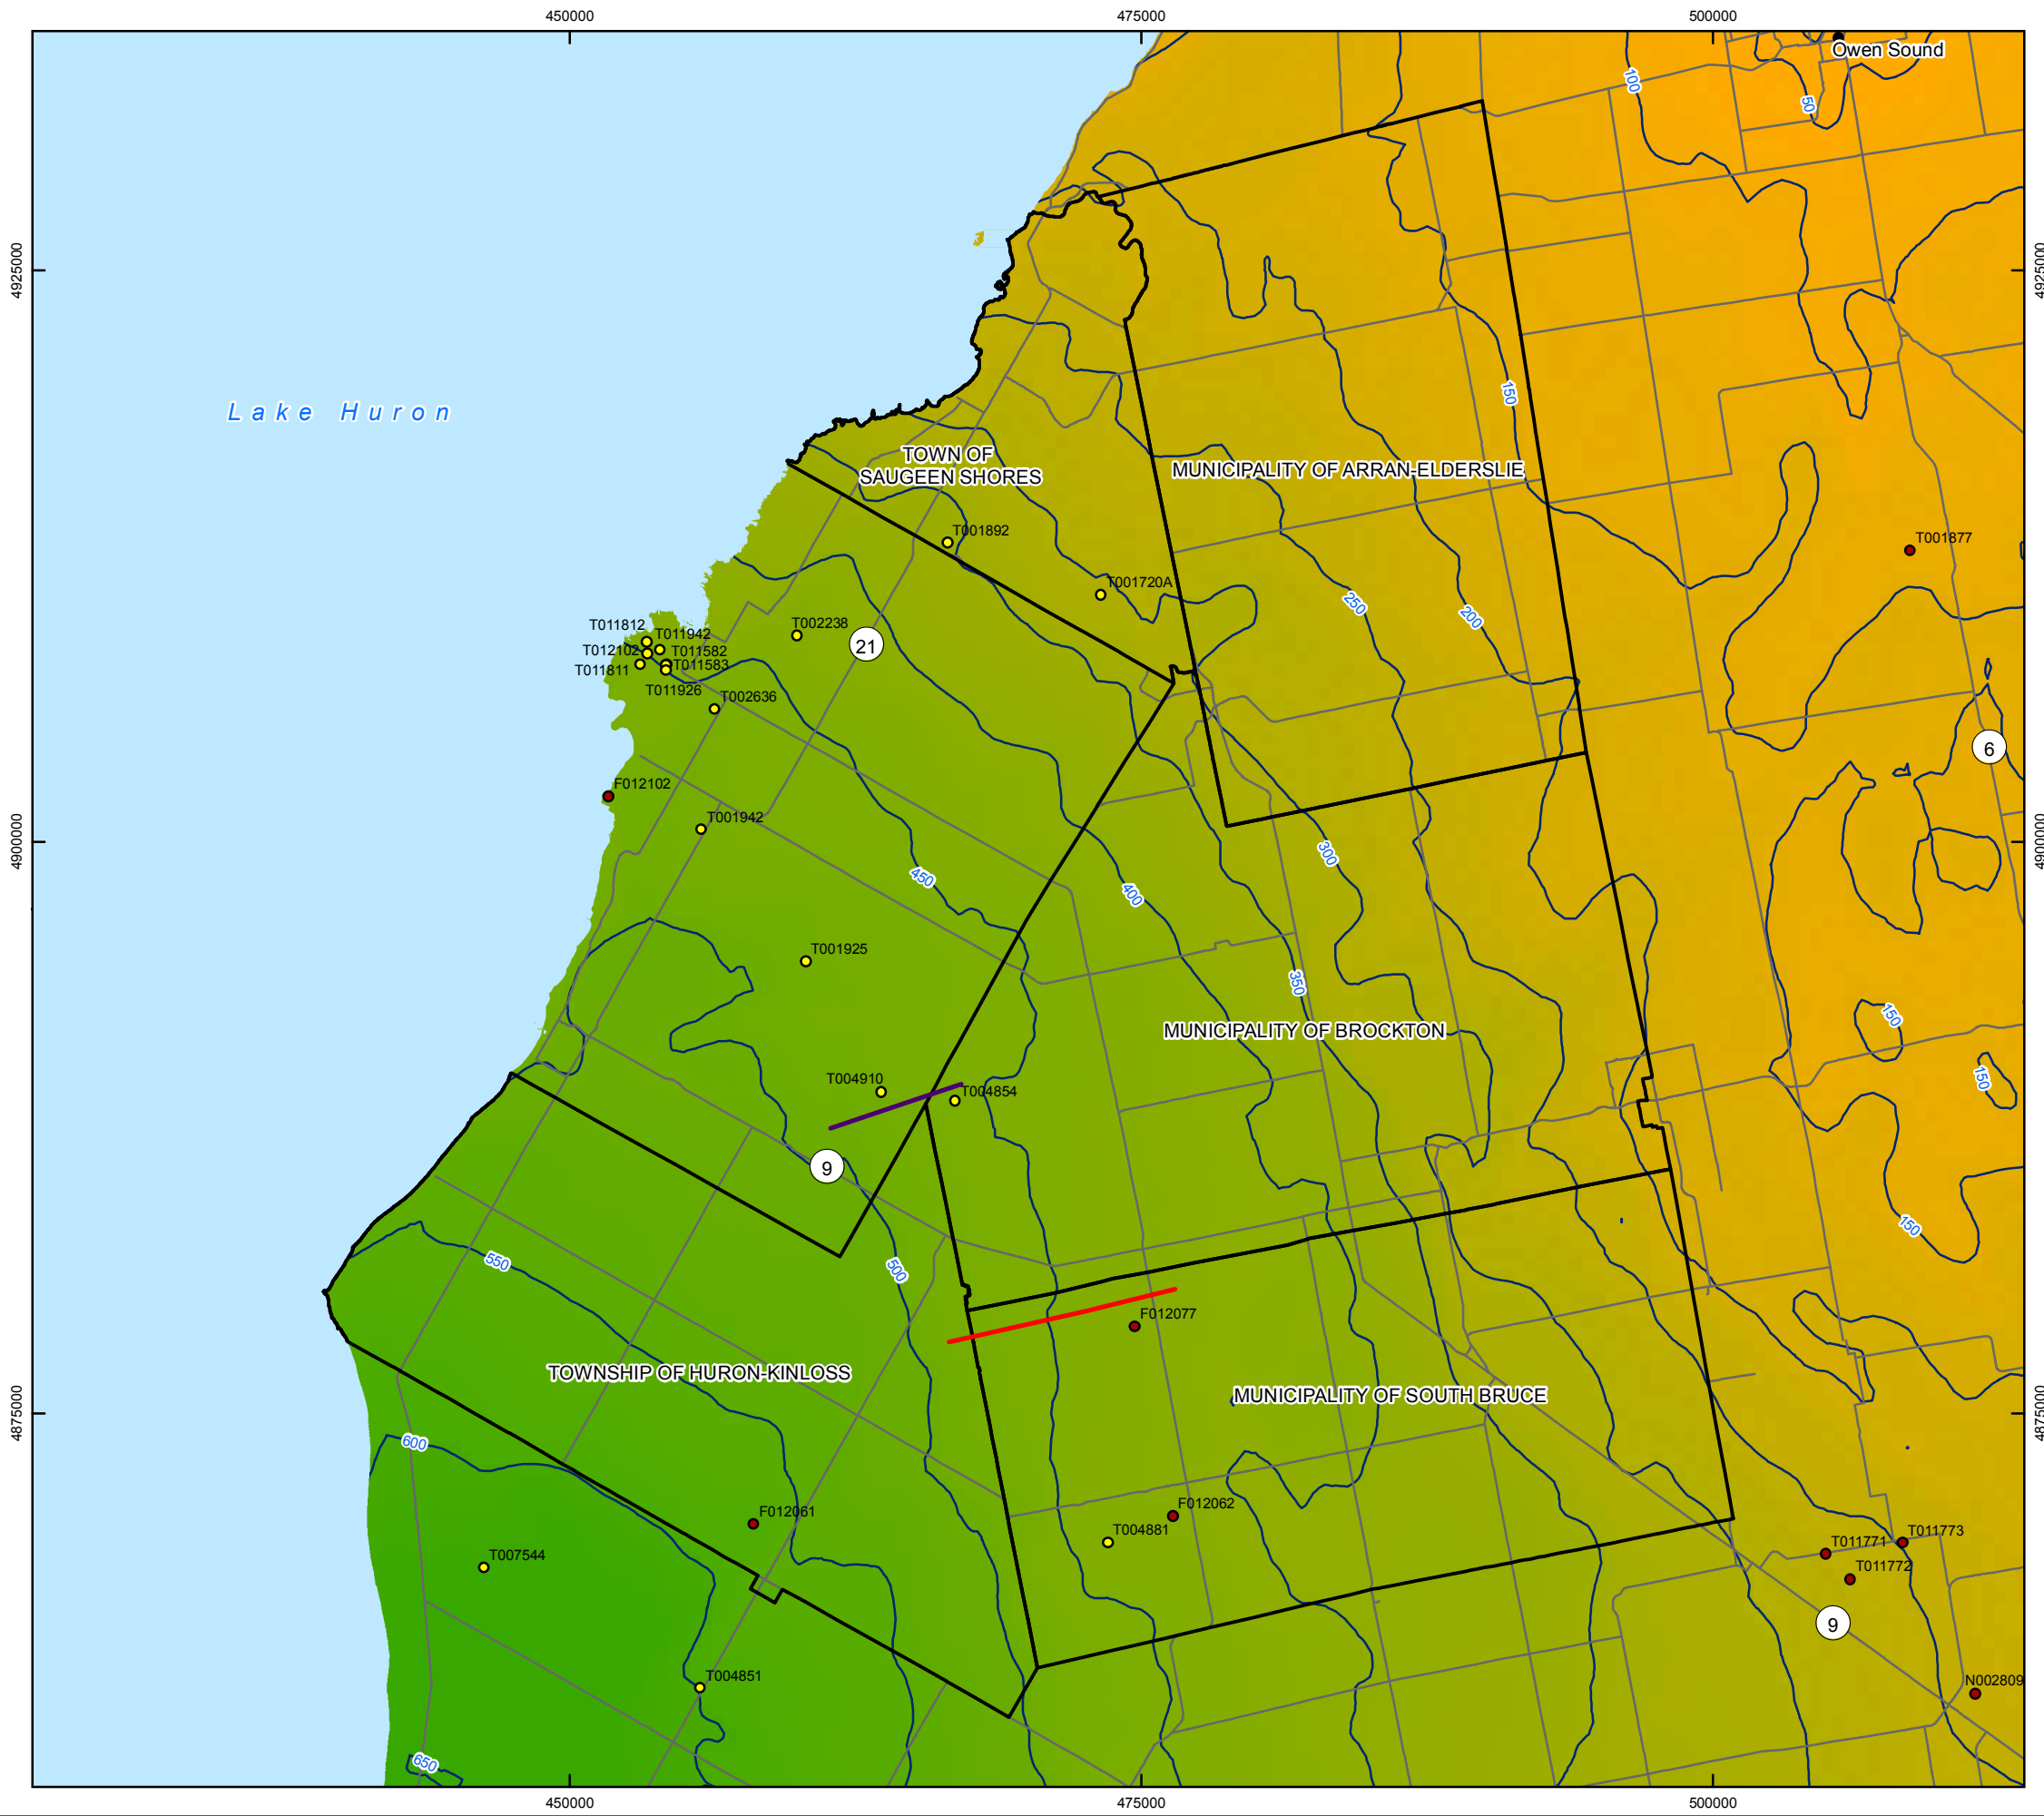 450000 475000 500000
Owen Sound
100
50
4925000
4925000
Lake Huron
150
TOWN OF
SAUGEEN SHORES
MUNICIPALITY OF ARRAN-ELDERSLIE
T001892
T001877
T001720A
250
200
T011812
T011942
T002238
21
T012102
T011582
T011811
T011583
T011926
T002636
6
F012102
T001942
4900000
4900000
300
450
400
T001925
350
150
MUNICIPALITY OF BROCKTON
150
T004910
T004854
9
150
550
500
F012077
TOWNSHIP OF HURON-KINLOSS
MUNICIPALITY OF SOUTH BRUCE
4875000
4875000
600
F012062
F012061
T004881
T011771
T011773
T007544
T011772
9
T004851
N002809
650
450000 475000 500000